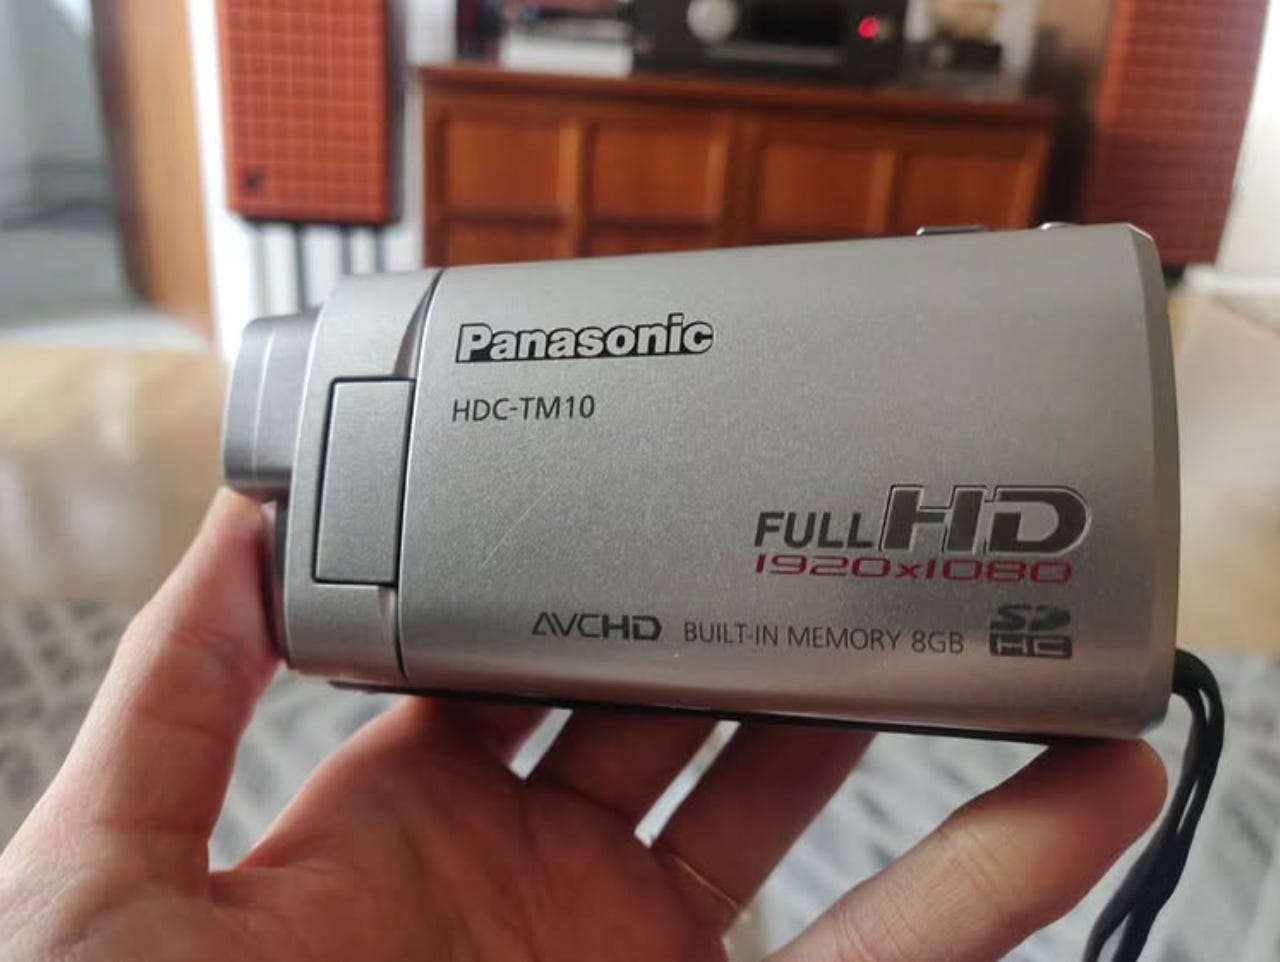 Panasonic
HDC-TM10
FULL HD
1920x1080
AVCHD BUILT-IN MEMORY 8GB SD HC